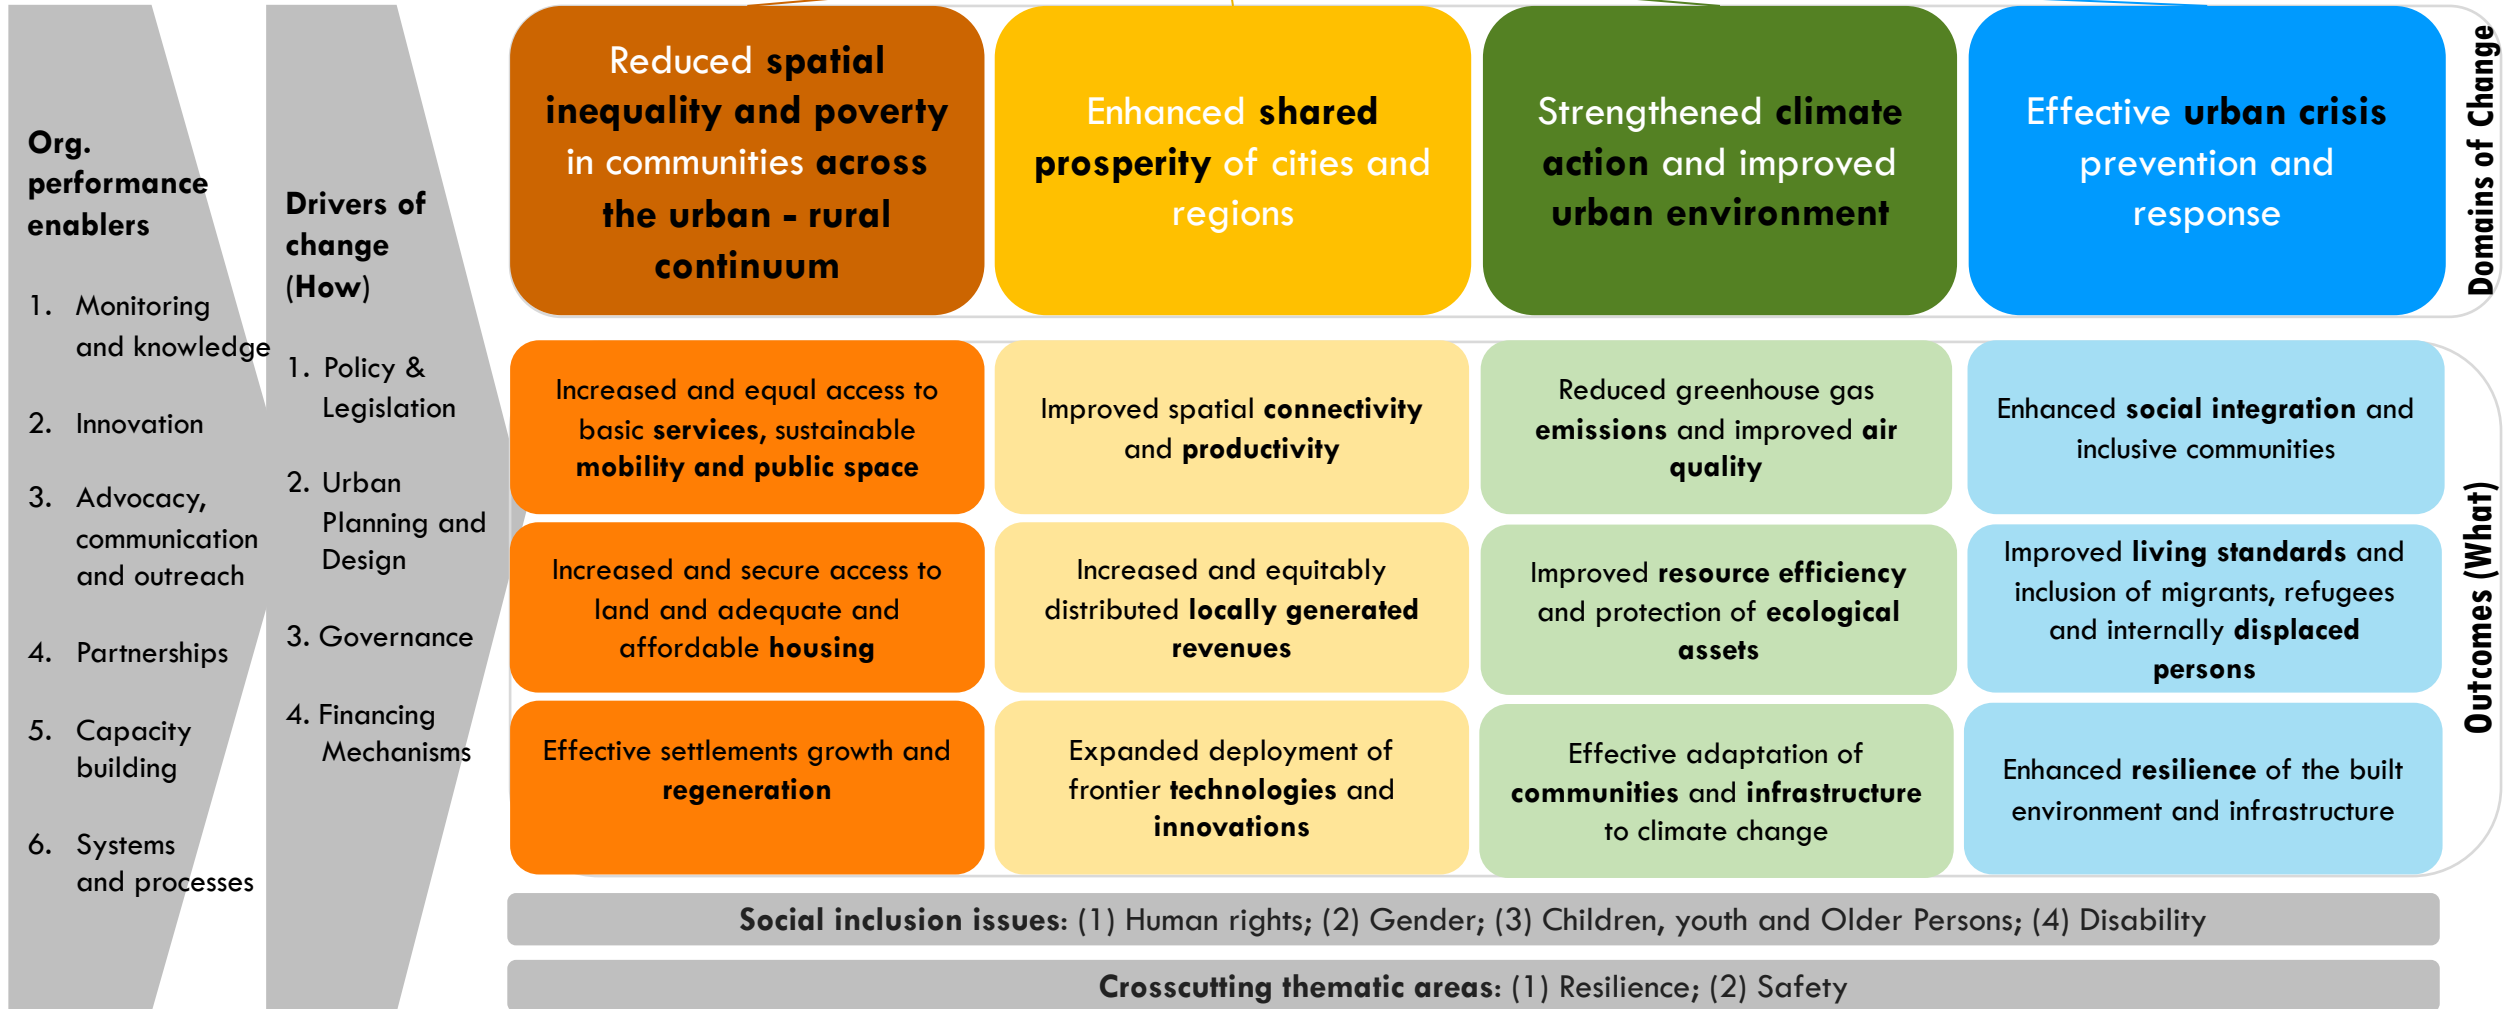 Org.
performance
enablers
1. Monitoring
and knowledge
2. Innovation
3. Advocacy,
communication
and outreach
4. Partnerships
5. Capacity
building
6. Systems
and processes
Drivers of
change
(How)
1. Policy &
Legislation
2. Urban
Planning and
Design
3. Governance
4. Financing
Mechanisms
Reduced spatial
inequality and poverty
in communities across
the urban - rural
continuum
Enhanced shared
prosperity of cities and
regions
Strengthened climate
action and improved
urban environment
Effective urban crisis
prevention and
response
Domains of Change
Increased and equal access to
basic services, sustainable
mobility and public space
Improved spatial connectivity
and productivity
Reduced greenhouse gas
emissions and improved air
quality
Enhanced social integration and
inclusive communities
Increased and secure access to
land and adequate and
affordable housing
Increased and equitably
distributed locally generated
revenues
Improved resource efficiency
and protection of ecological
assets
Improved living standards and
inclusion of migrants, refugees
and internally displaced
persons
Effective settlements growth and
regeneration
Expanded deployment of
frontier technologies and
innovations
Effective adaptation of
communities and infrastructure
to climate change
Enhanced resilience of the built
environment and infrastructure
Outcomes (What)
Social inclusion issues: (1) Human rights; (2) Gender; (3) Children, youth and Older Persons; (4) Disability
Crosscutting thematic areas: (1) Resilience; (2) Safety